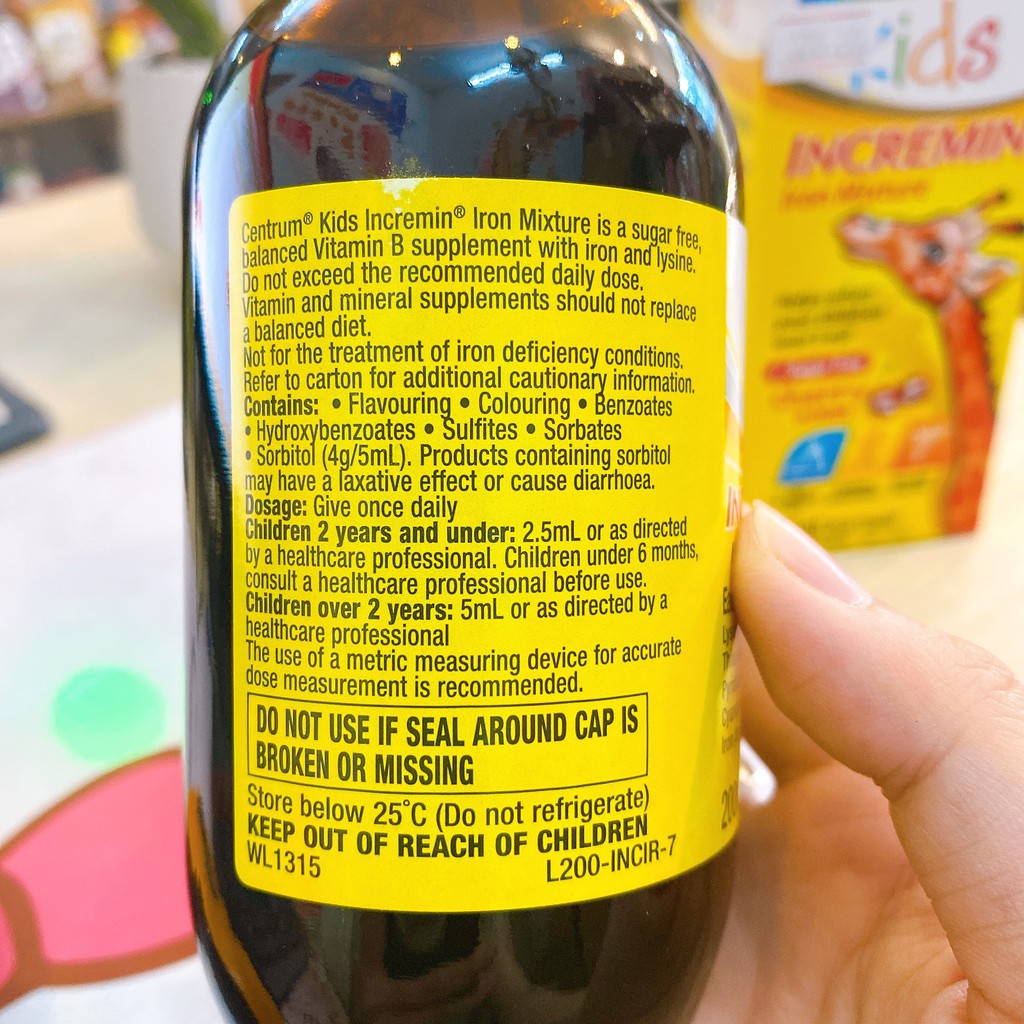 Centrum® Kids Incremin® Iron Mixture is a sugar free,
balanced Vitamin B supplement with iron and lysine.
Do not exceed the recommended daily dose.
Vitamin and mineral supplements should not replace
a balanced diet.
Not for the treatment of iron deficiency conditions.
Refer to carton for additional cautionary information.
Contains: • Flavouring • Colouring • Benzoates
• Hydroxybenzoates • Sulfites • Sorbates
• Sorbitol (4g/5mL). Products containing sorbitol
may have a laxative effect or cause diarrhoea.
Dosage: Give once daily
Children 2 years and under: 2.5mL or as directed
by a healthcare professional. Children under 6 months,
consult a healthcare professional before use.
Children over 2 years: 5mL or as directed by a
healthcare professional
The use of a metric measuring device for accurate
dose measurement is recommended.
DO NOT USE IF SEAL AROUND CAP IS
BROKEN OR MISSING
Store below 25°C (Do not refrigerate)
KEEP OUT OF REACH OF CHILDREN
WL1315 L200-INCIR-7
Kids
INCREMIN
Iron Mixture